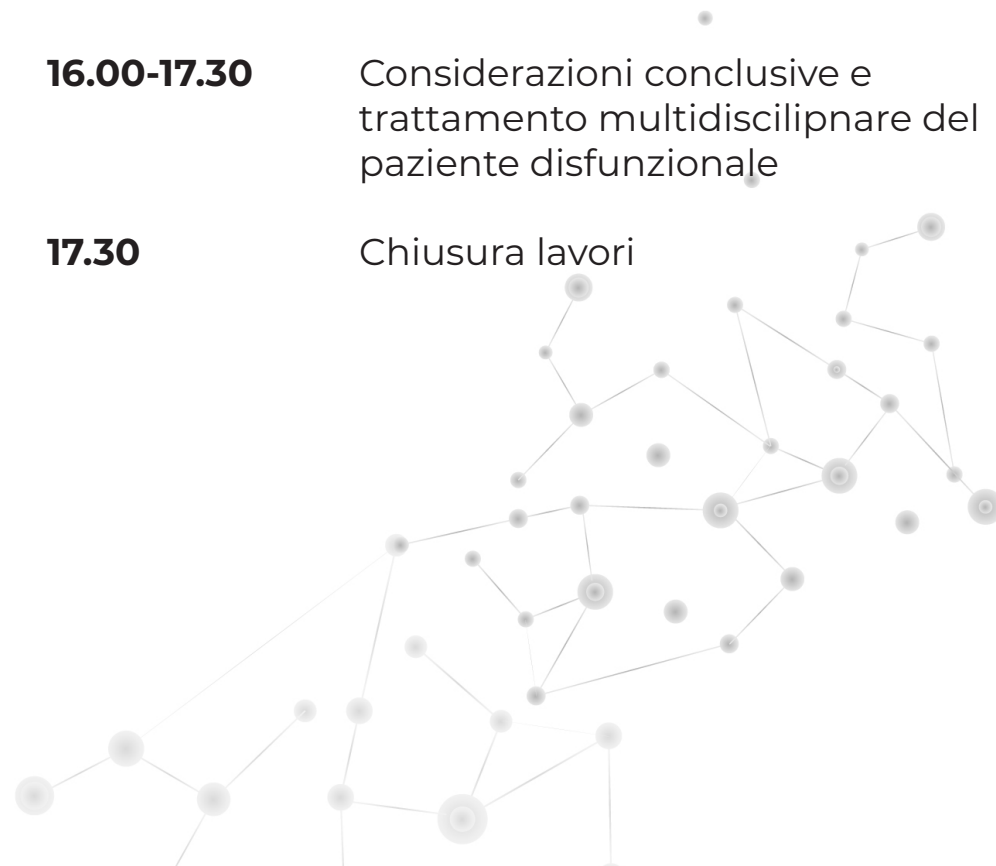 16.00-17.30 Considerazioni conclusive e
trattamento multidiscilipnare del
paziente disfunzionale
17.30 Chiusura lavori